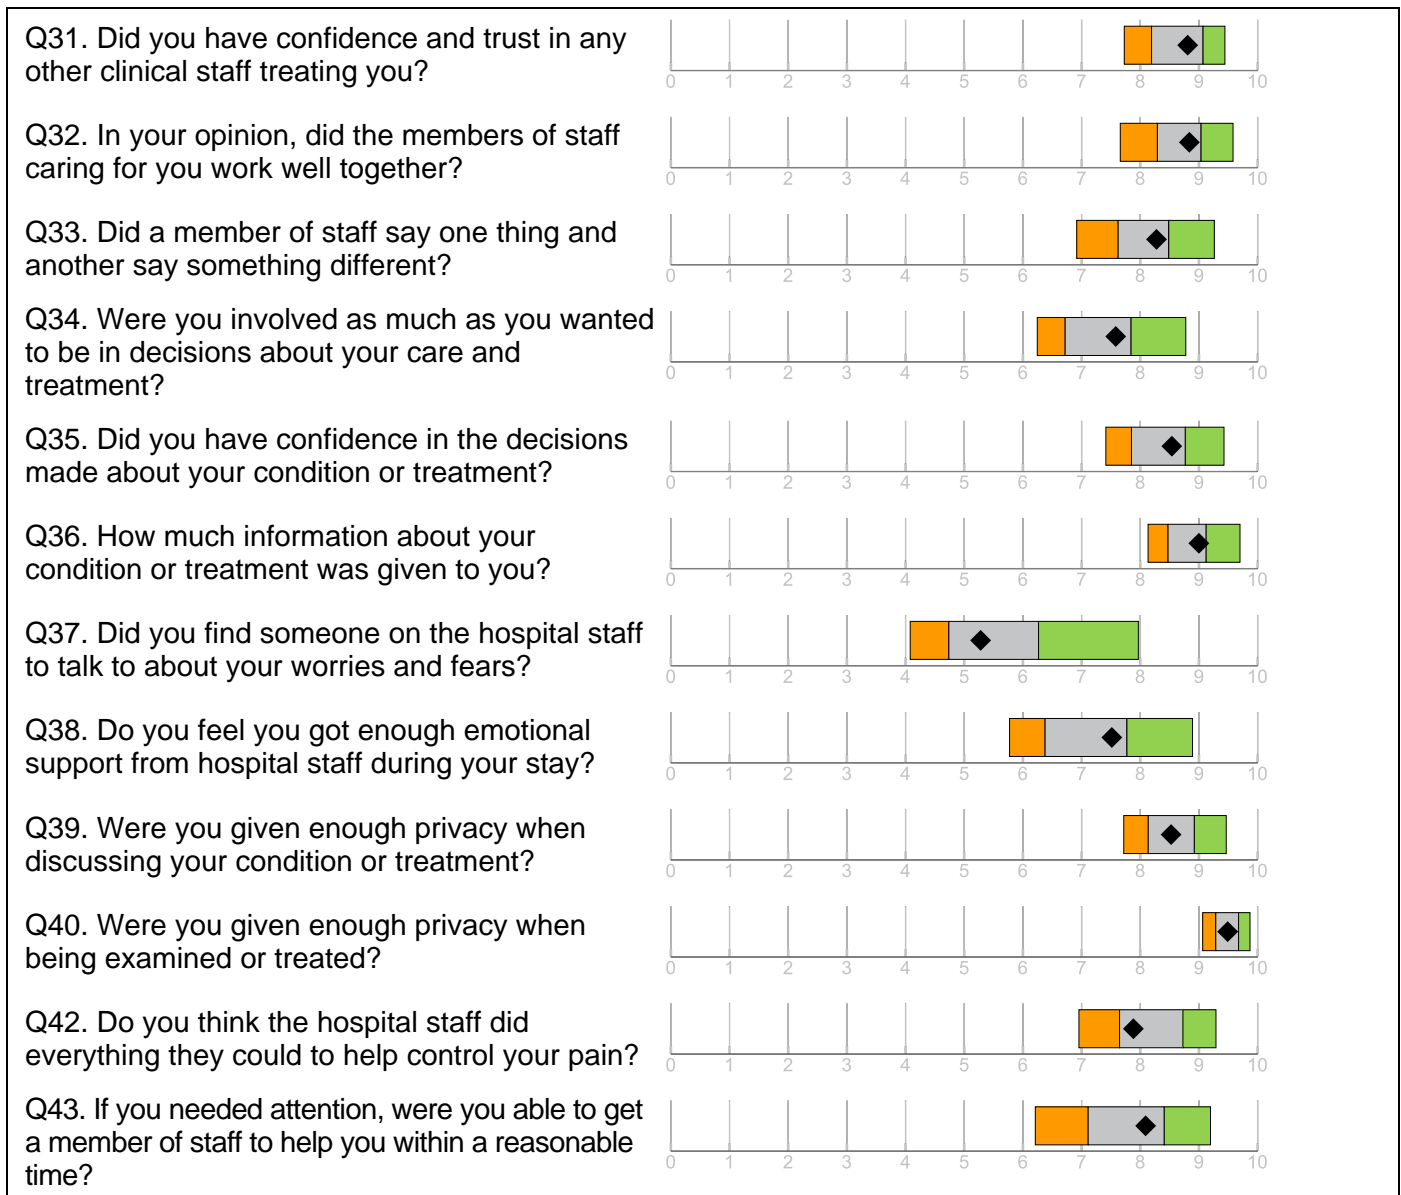 Q31. Did you have confidence and trust in any
other clinical staff treating you?
0 1 2 3 4 5 6 7 8 9 10
Q32. In your opinion, did the members of staff
caring for you work well together?
0 1 2 3 4 5 6 7 8 9 10
Q33. Did a member of staff say one thing and
another say something different?
0 1 2 3 4 5 6 7 8 9 10
Q34. Were you involved as much as you wanted
to be in decisions about your care and
treatment?
0 1 2 3 4 5 6 7 8 9 10
Q35. Did you have confidence in the decisions
made about your condition or treatment?
0 1 2 3 4 5 6 7 8 9 10
Q36. How much information about your
condition or treatment was given to you?
0 1 2 3 4 5 6 7 8 9 10
Q37. Did you find someone on the hospital staff
to talk to about your worries and fears?
0 1 2 3 4 5 6 7 8 9 10
Q38. Do you feel you got enough emotional
support from hospital staff during your stay?
0 1 2 3 4 5 6 7 8 9 10
Q39. Were you given enough privacy when
discussing your condition or treatment?
0 1 2 3 4 5 6 7 8 9 10
Q40. Were you given enough privacy when
being examined or treated?
0 1 2 3 4 5 6 7 8 9 10
Q42. Do you think the hospital staff did
everything they could to help control your pain?
0 1 2 3 4 5 6 7 8 9 10
Q43. If you needed attention, were you able to get
a member of staff to help you within a reasonable
time?
0 1 2 3 4 5 6 7 8 9 10